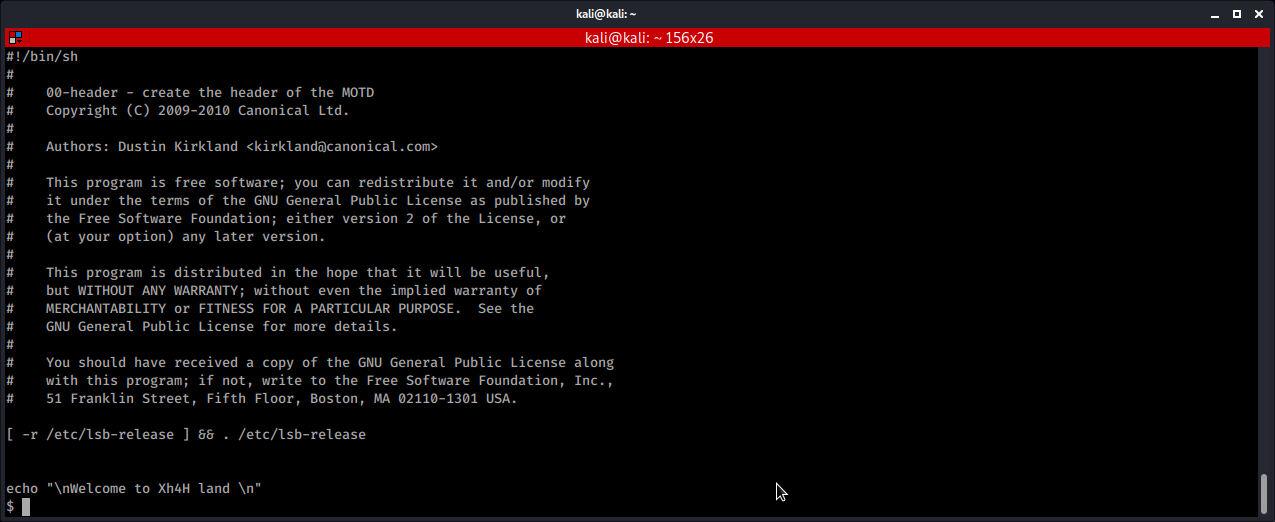 kali@kali: ~
kali@kali: ~ 156x26
#!/bin/sh
#
#    00-header - create the header of the MOTD
#    Copyright (C) 2009-2010 Canonical Ltd.
#
#    Authors: Dustin Kirkland <kirkland@canonical.com>
#
#    This program is free software; you can redistribute it and/or modify
#    it under the terms of the GNU General Public License as published by
#    the Free Software Foundation; either version 2 of the License, or
#    (at your option) any later version.
#
#    This program is distributed in the hope that it will be useful,
#    but WITHOUT ANY WARRANTY; without even the implied warranty of
#    MERCHANTABILITY or FITNESS FOR A PARTICULAR PURPOSE.  See the
#    GNU General Public License for more details.
#
#    You should have received a copy of the GNU General Public License along
#    with this program; if not, write to the Free Software Foundation, Inc.,
#    51 Franklin Street, Fifth Floor, Boston, MA 02110-1301 USA.
[ -r /etc/lsb-release ] && . /etc/lsb-release
echo "\nWelcome to Xh4H land \n"
$